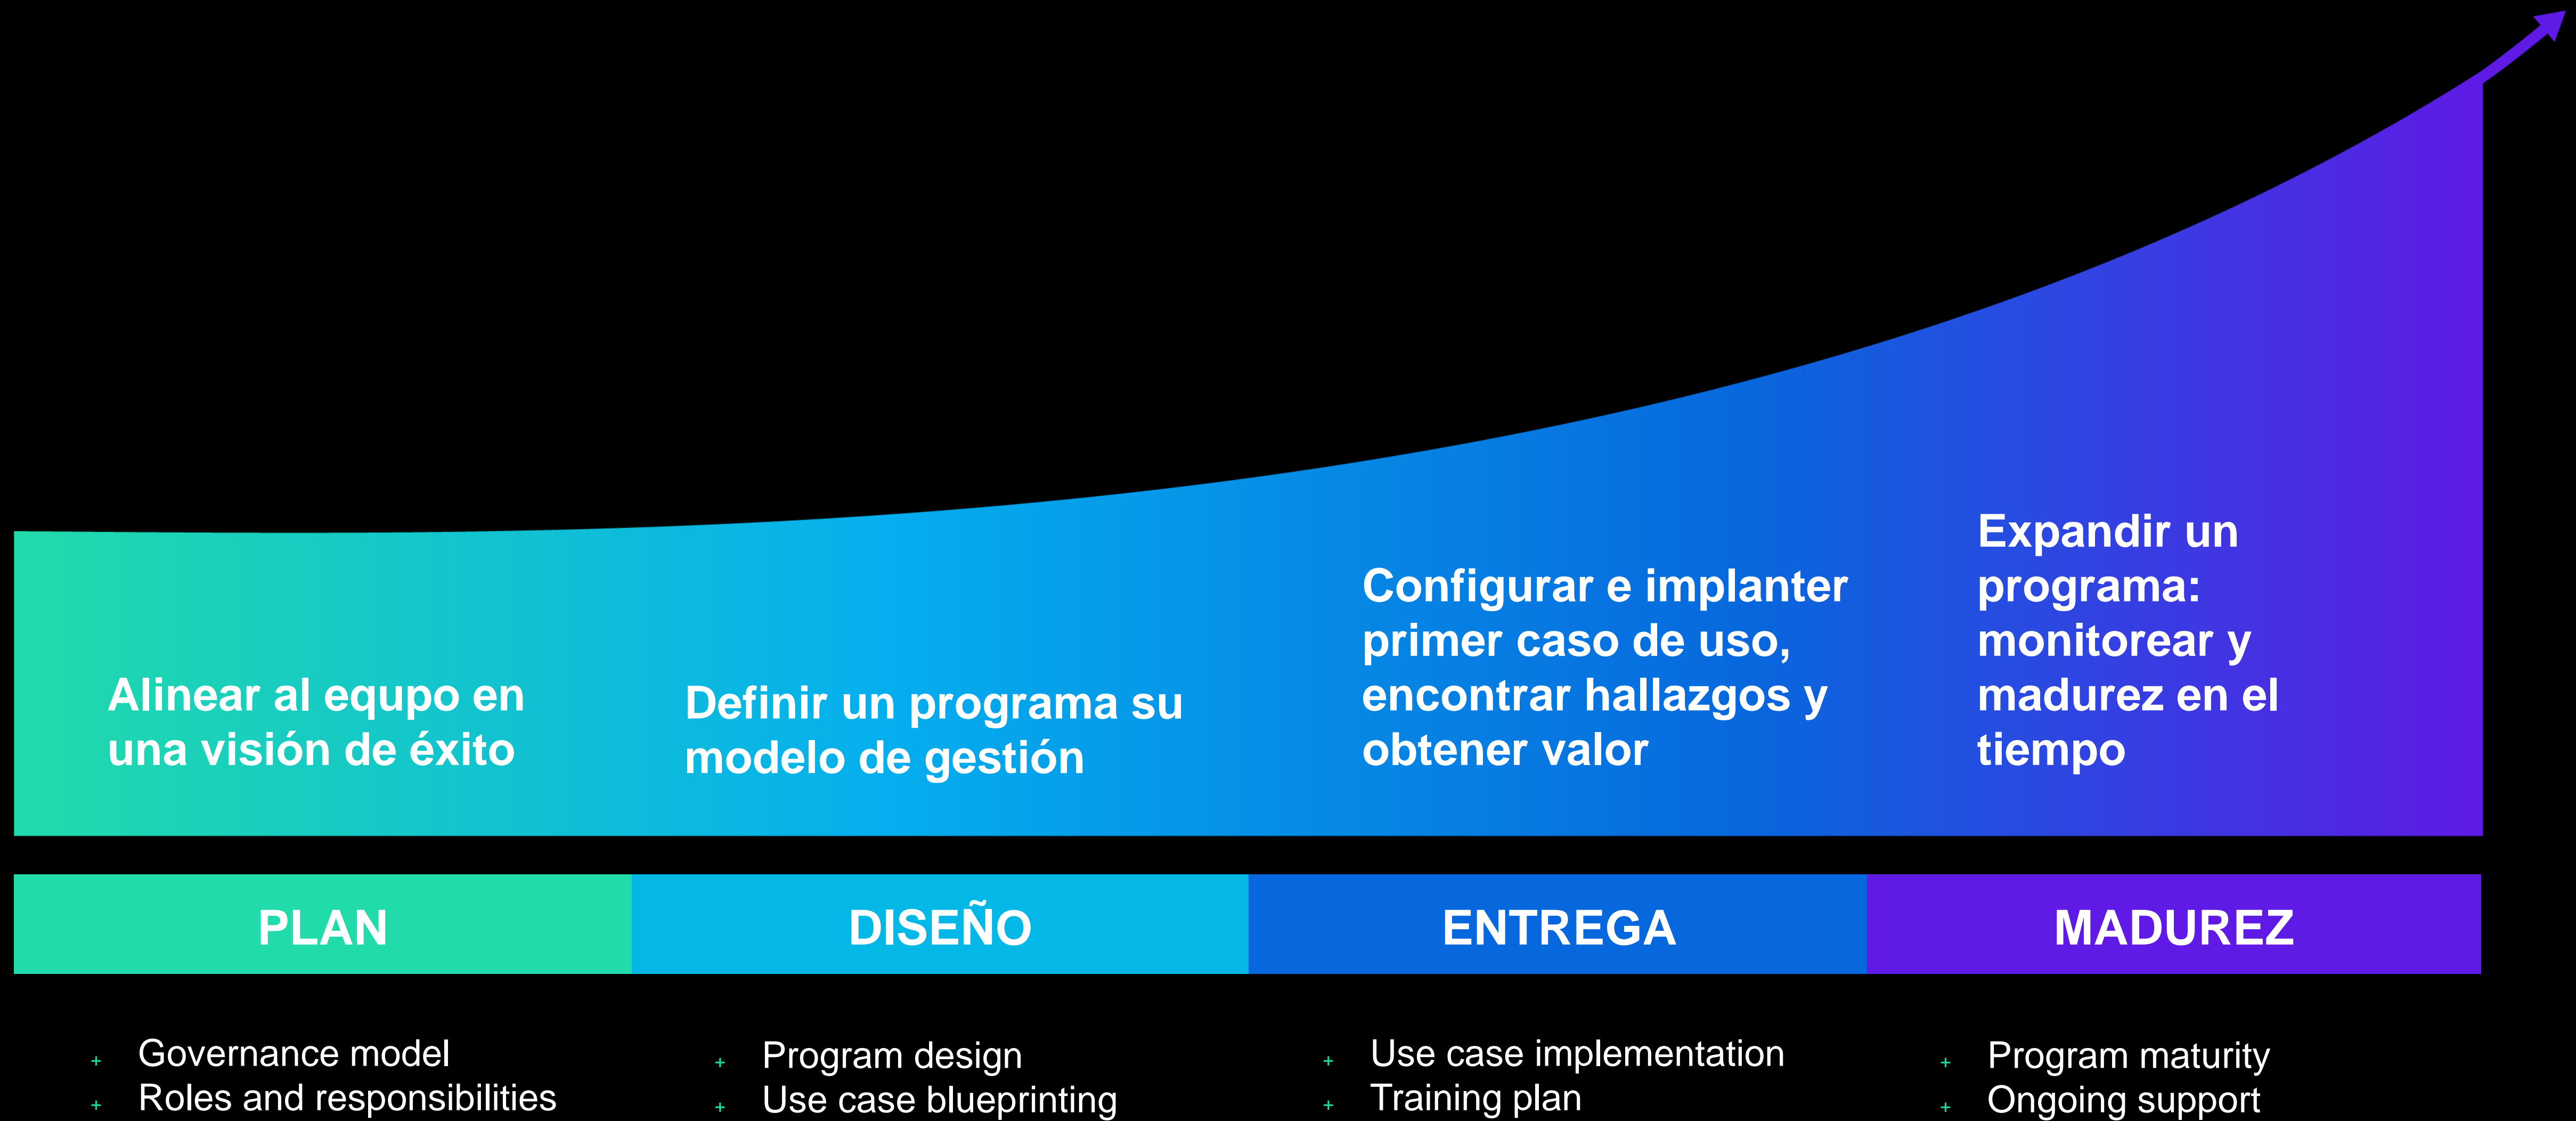 Alinear al equpo en
una visión de éxito
Definir un programa su
modelo de gestión
Configurar e implanter
primer caso de uso,
encontrar hallazgos y
obtener valor
Expandir un
programa:
monitorear y
madurez en el
tiempo
PLAN
DISEÑO
ENTREGA
MADUREZ
+ Governance model
+ Roles and responsibilities
+ Program design
+ Use case blueprinting
+ Use case implementation
+ Training plan
+ Program maturity
+ Ongoing support